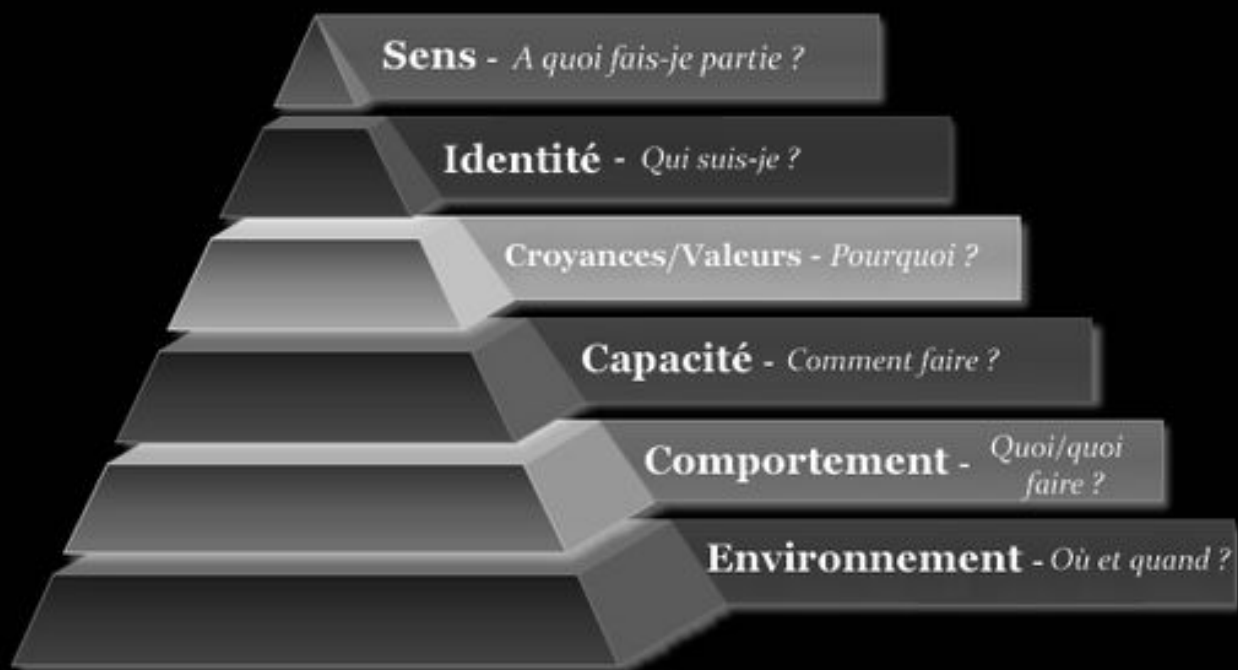 Sens - A quoi fais-je partie ?
Identité - Qui suis-je ?
Croyances/Valeurs - Pourquoi ?
Capacité - Comment faire ?
Comportement - Quoi/quoi
faire ?
Environnement - Où et quand ?